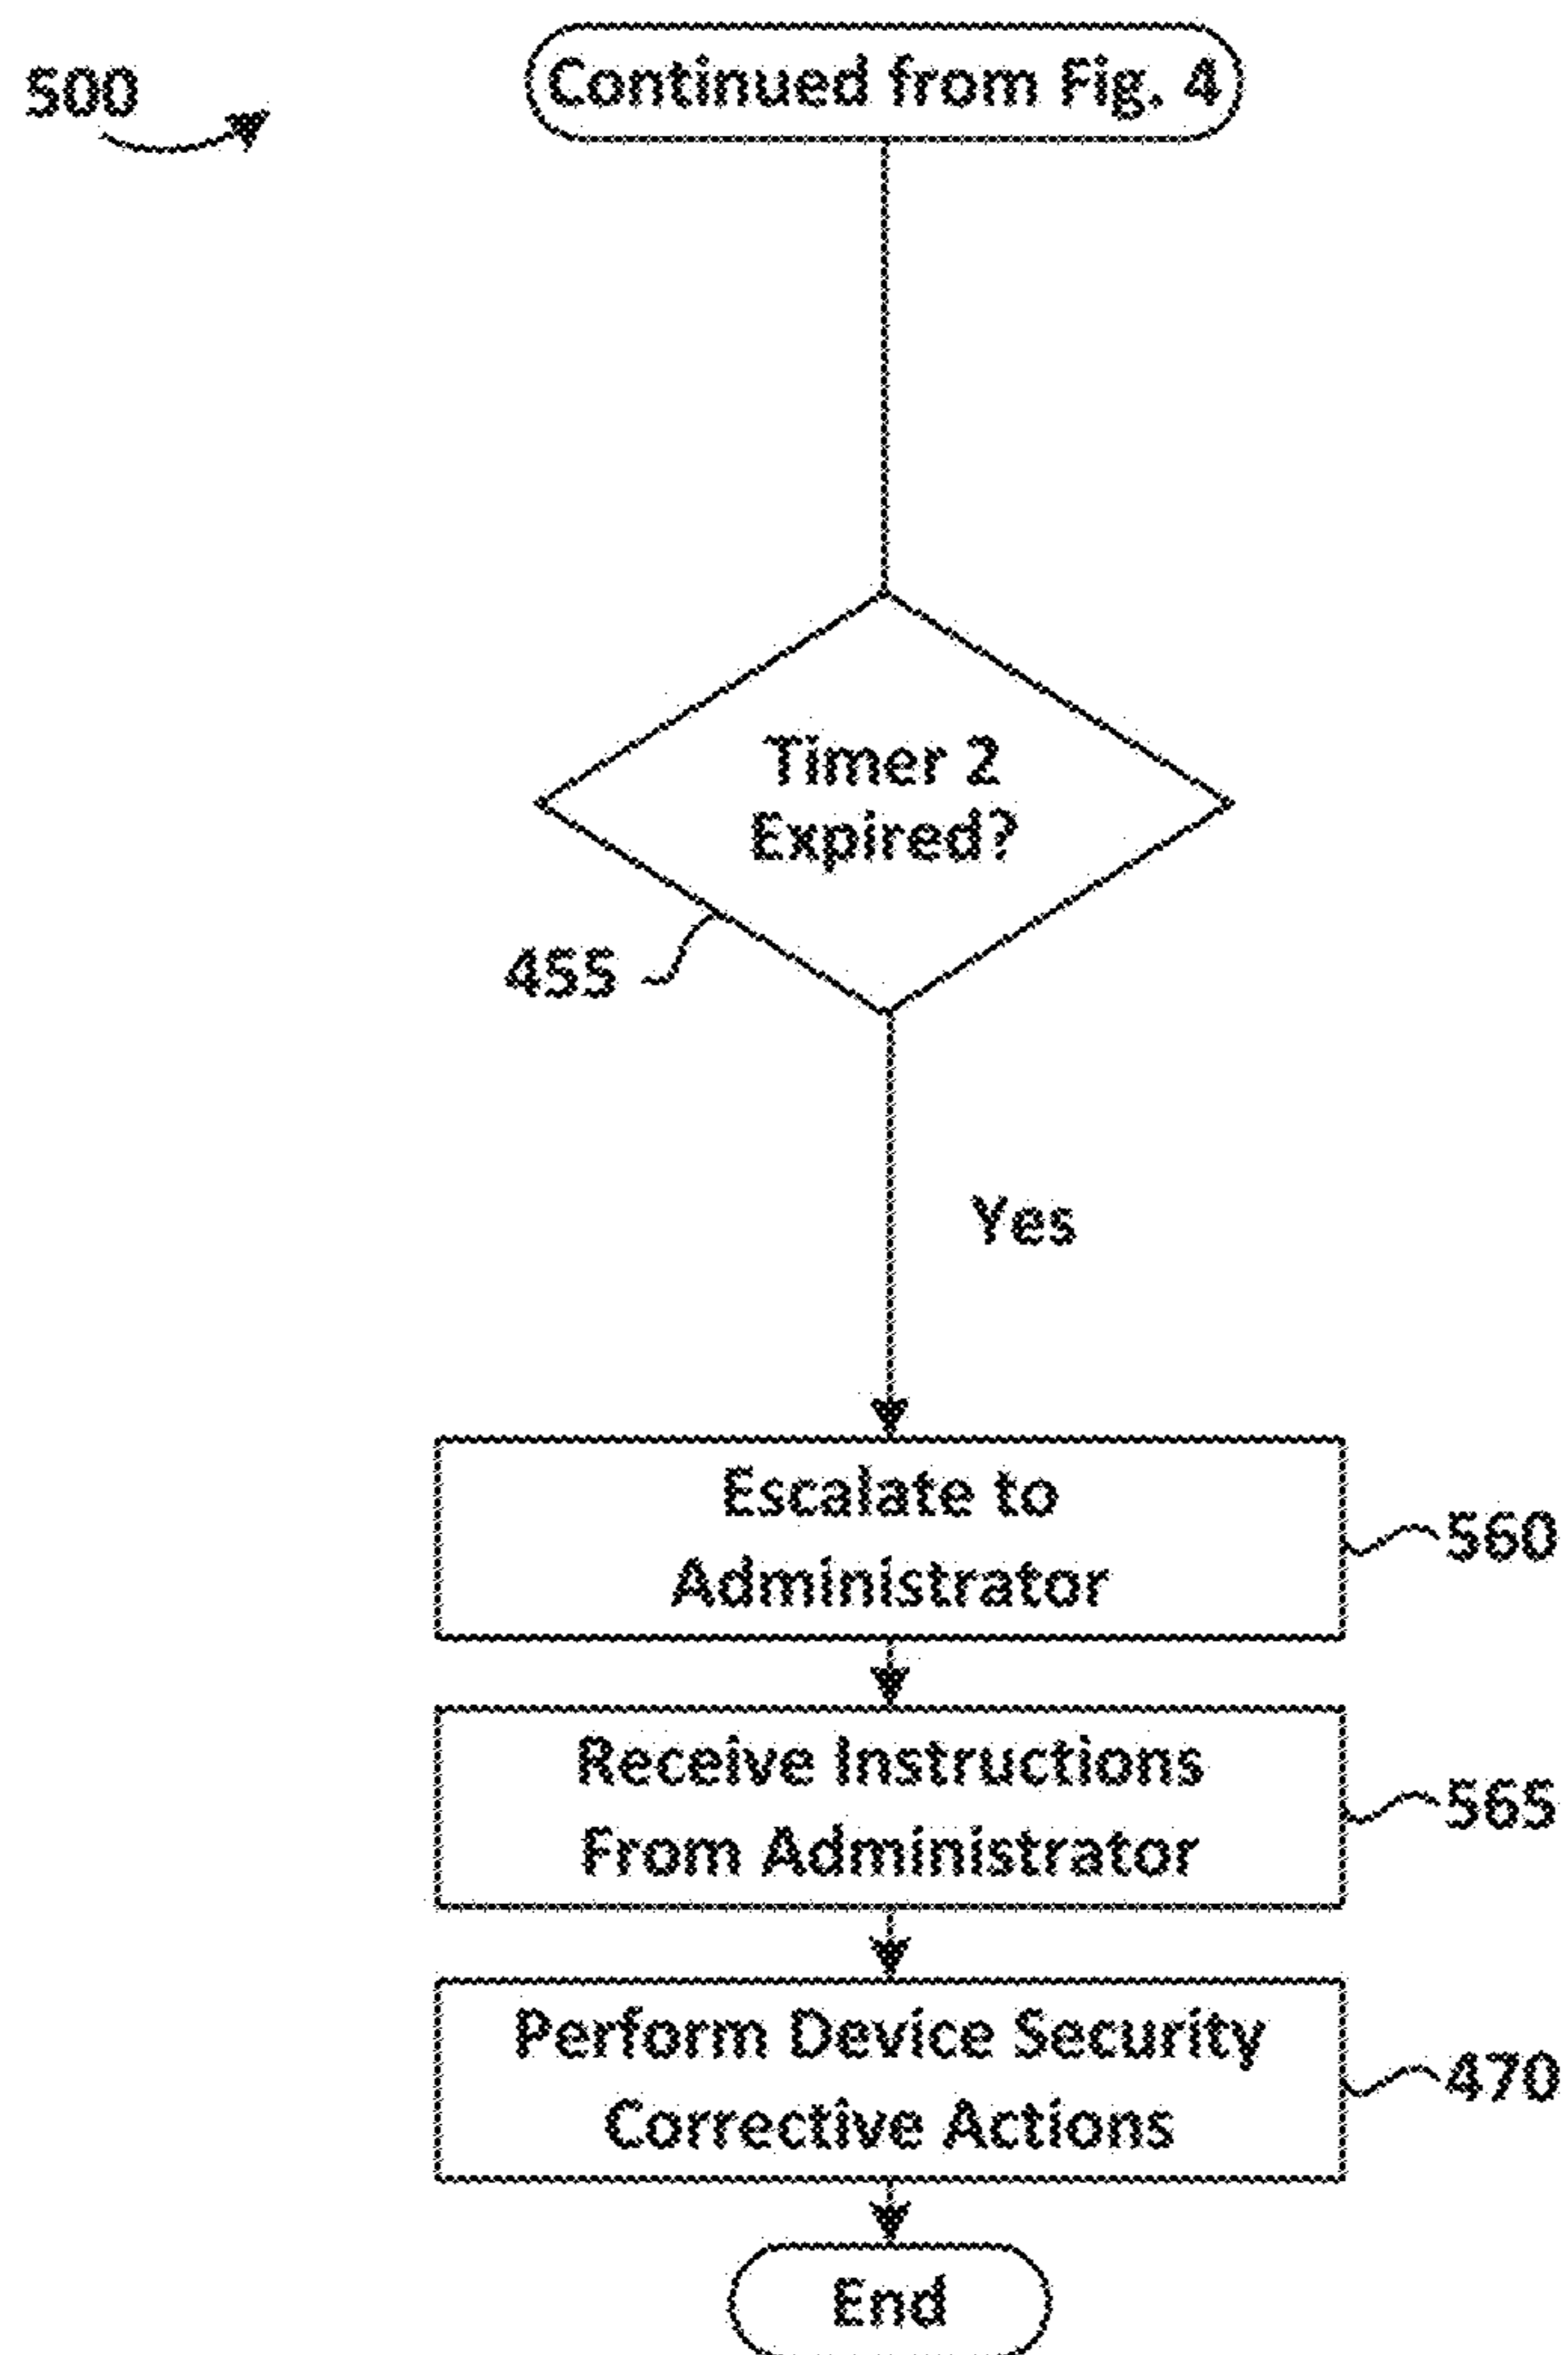 500
Continued from Fig. 4
Timer 2
Expired?
455
Yes
Escalate to
Administrator
560
Receive Instructions
From Administrator
565
Perform Device Security
Corrective Actions
470
End